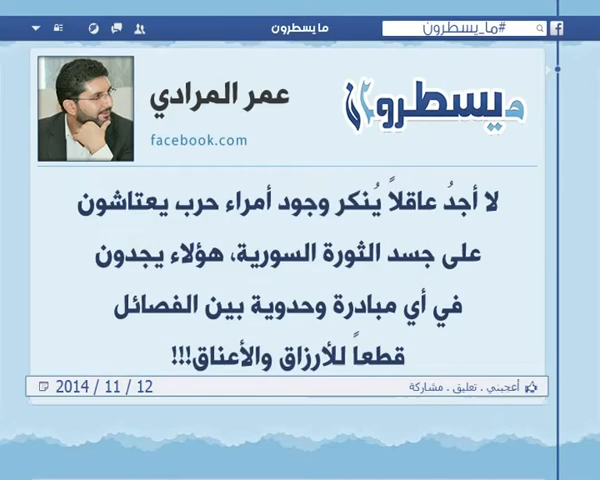 ما يسطرون
#ما_يسطرون
عمر المرادي
facebook.com
ما يسطرون
لا أجدُ عاقلاً يُنكر وجود أمراء حرب يعتاشون
على جسد الثورة السورية، هؤلاء يجدون
في أي مبادرة وحدوية بين الفصائل
قطعاً للأرزاق والأعناق!!!
أعجبني . تعليق . مشاركة
2014 / 11 / 12